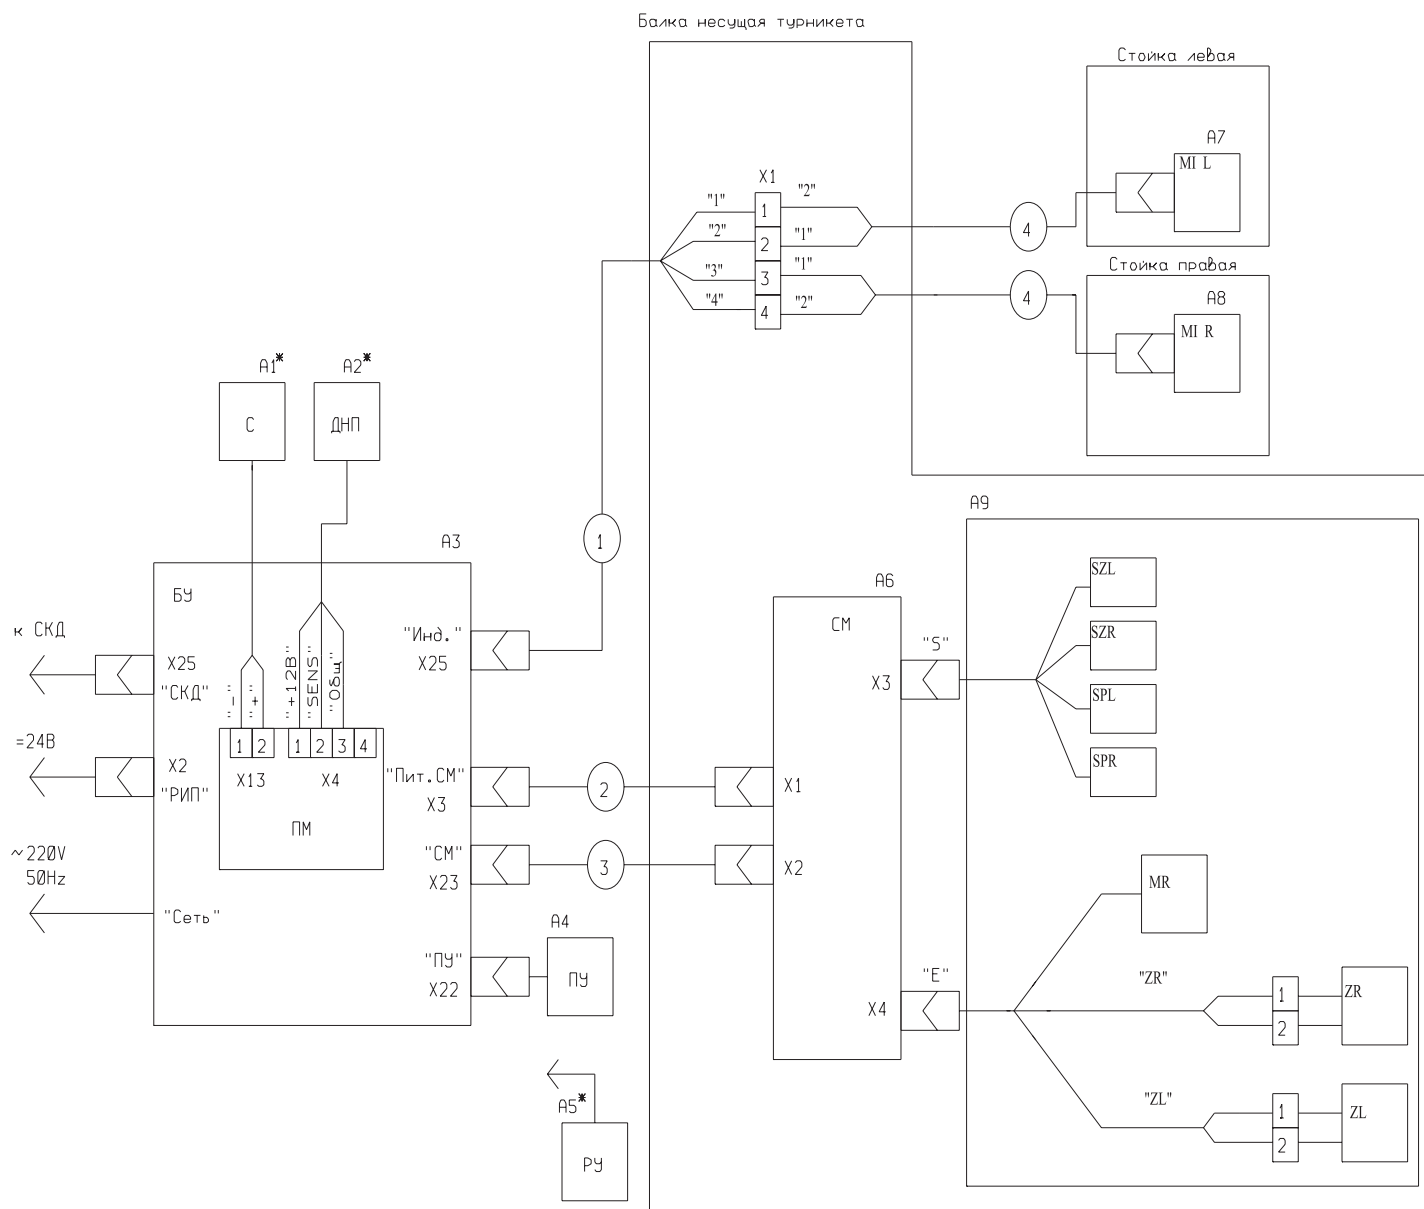 Балка несущая турникета
Стойка левая
A7
MI L
X1
"1"
"2"
"3"
"4"
1
2
3
4
"2"
"1"
"1"
"2"
4
4
Стойка правая
A8
MI R
A1*
С
A2*
ДНП
1
A3
БУ
к СКД
X25
"СКД"
=24В
X2
"РИП"
~220V
50Hz
"Сеть"
"-"
"+"
"+12В"
"SENS"
"Общ"
1 2
1 2 3 4
X13
X4
ПМ
"Инд."
X25
"Пит.СМ"
X3
"СМ"
X23
"ПУ"
X22
2
3
A4
ПУ
A5*
РУ
A6
СМ
X1
X2
"S"
X3
"E"
X4
A9
SZL
SZR
SPL
SPR
MR
"ZR"
1
2
ZR
"ZL"
1
2
ZL